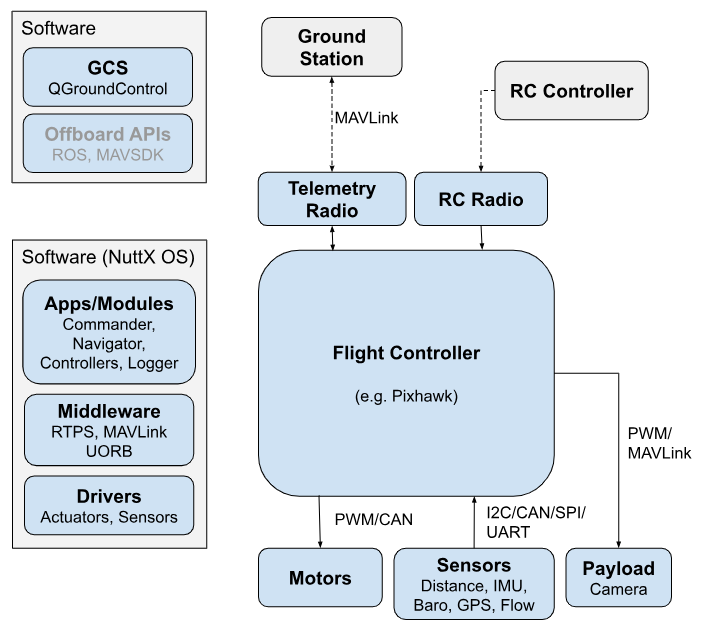 Software
GCS
QGroundControl
Offboard APIs
ROS, MAVSDK
Software (NuttX OS)
Apps/Modules
Commander,
Navigator,
Controllers, Logger
Middleware
RTPS, MAVLink
UORB
Drivers
Actuators, Sensors
Ground
Station
RC Controller
MAVLink
Telemetry
Radio
RC Radio
Flight Controller
(e.g. Pixhawk)
PWM/
MAVLink
PWM/CAN
I2C/CAN/SPI/
UART
Motors
Sensors
Distance, IMU,
Baro, GPS, Flow
Payload
Camera